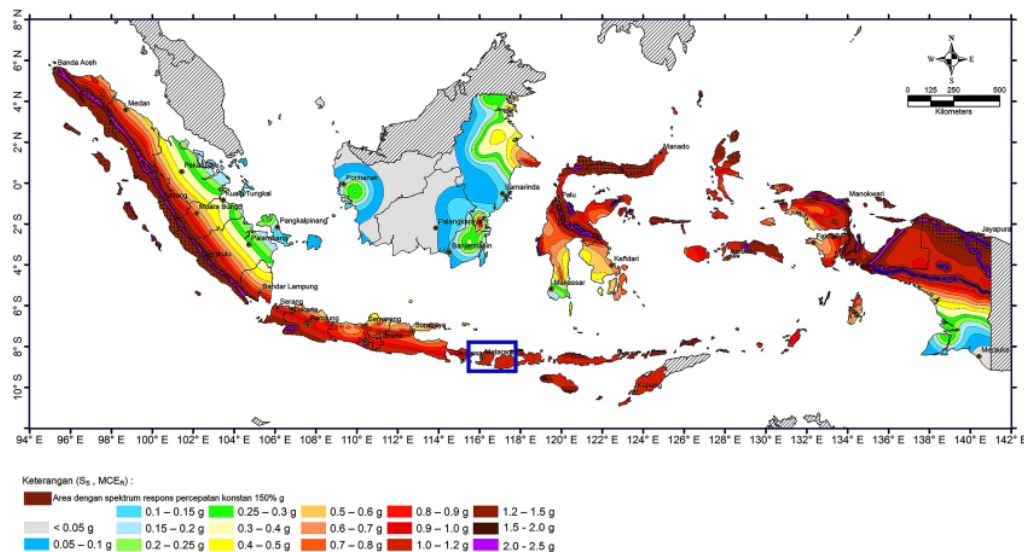 8° N
6° N
4° N
2° N
0°
2° S
4° S
6° S
8° S
10° S
Banda Aceh
Medan
Pekanbaru
Padang
Kuala Tungkal
Muara Bungo
Pangkalpinang
Palembang
Bengkulu
Bandar Lampung
Serang
Jakarta
Bandung
Semarang
Surabaya
Pontianak
Palangkaraya
Banjarmasin
Samarinda
Mataram
Makassar
Palu
Kendari
Manado
Kupang
Manokwari
Jayapura
Merauke
N
W E
S
0 125 250 500
Kilometers
94° E 96° E 98° E 100° E 102° E 104° E 106° E 108° E 110° E 112° E 114° E 116° E 118° E 120° E 122° E 124° E 126° E 128° E 130° E 132° E 134° E 136° E 138° E 140° E 142° E
Keterangan (Sₛ , MCEᵣ) :
Area dengan spektrum respons percepatan konstan 150% g
0.1 – 0.15 g 0.25 – 0.3 g 0.5 – 0.6 g 0.8 – 0.9 g 1.2 – 1.5 g
< 0.05 g 0.15 – 0.2 g 0.3 – 0.4 g 0.6 – 0.7 g 0.9 – 1.0 g 1.5 - 2.0 g
0.05 – 0.1 g 0.2 – 0.25 g 0.4 – 0.5 g 0.7 – 0.8 g 1.0 – 1.2 g 2.0 - 2.5 g